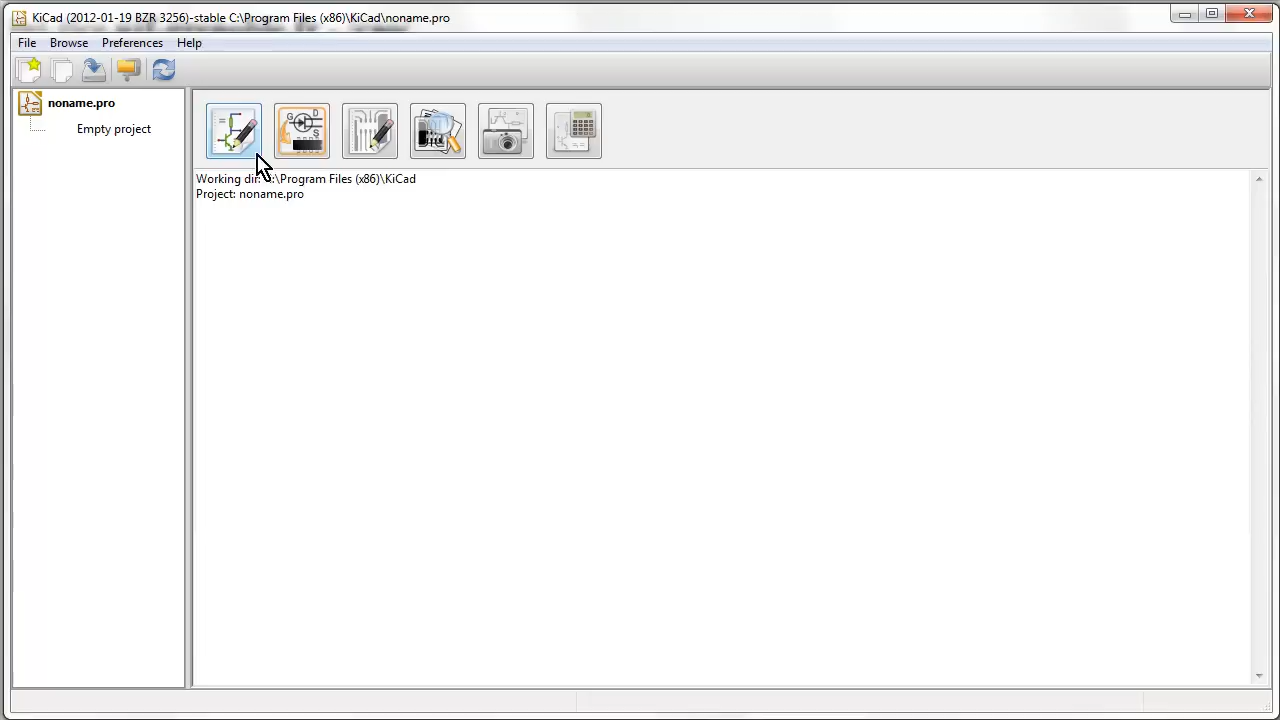 KiCad (2012-01-19 BZR 3256)-stable C:\Program Files (x86)\KiCad\noname.pro
File Browse Preferences Help
noname.pro
Empty project
G D S
Working dir: C:\Program Files (x86)\KiCad
Project: noname.pro